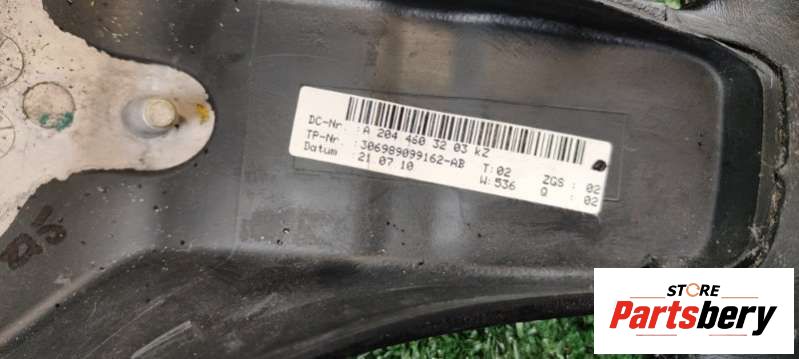 DC-Nr. :A 204 460 32 03 kZ
TP-Nr. :306989099162-AB T:02 ZGS : 02
Datum :21 07 10 W:536 Q : 02
STORE
Partsbery